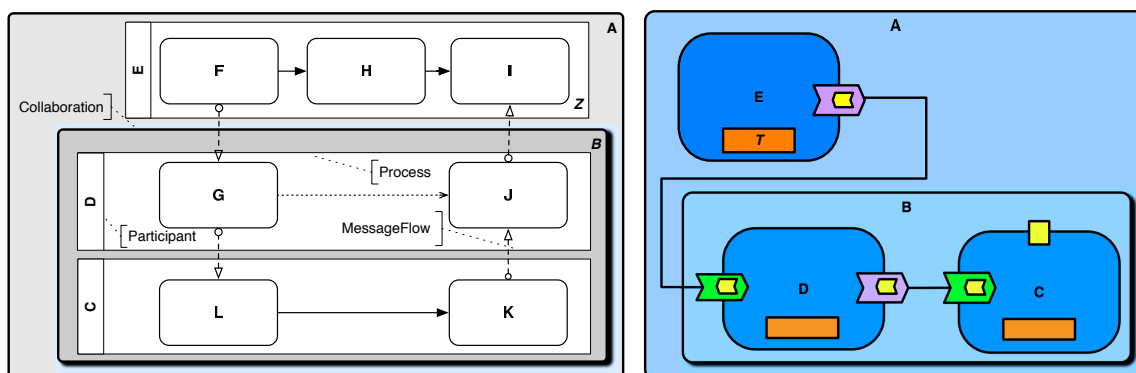 A
E
F
H
I
Z
Collaboration
B
Process
D
G
J
Participant
MessageFlow
C
L
K
A
E
T
B
D
C